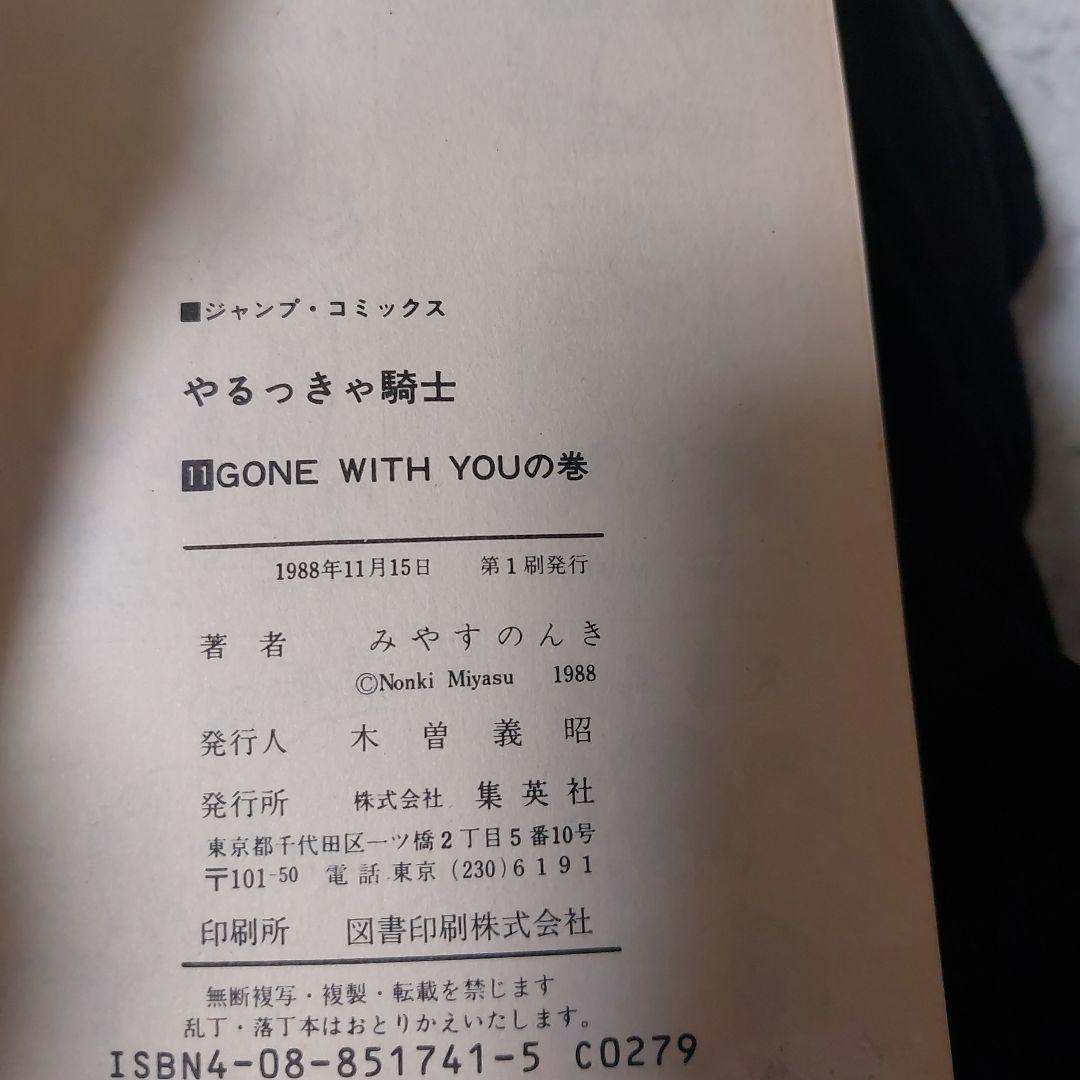 ■ジャンプ・コミックス
やるっきゃ騎士
11GONE WITH YOUの巻
1988年11月15日 第1刷発行
著者 みやすのんき
©Nonki Miyasu 1988
発行人 木曽義昭
発行所 株式会社 集英社
東京都千代田区一ツ橋2丁目5番10号
〒101-50 電話 東京 (230)6191
印刷所 図書印刷株式会社
無断複写・複製・転載を禁じます
乱丁・落丁本はおとりかえいたします。
ISBN4-08-851741-5 C0279